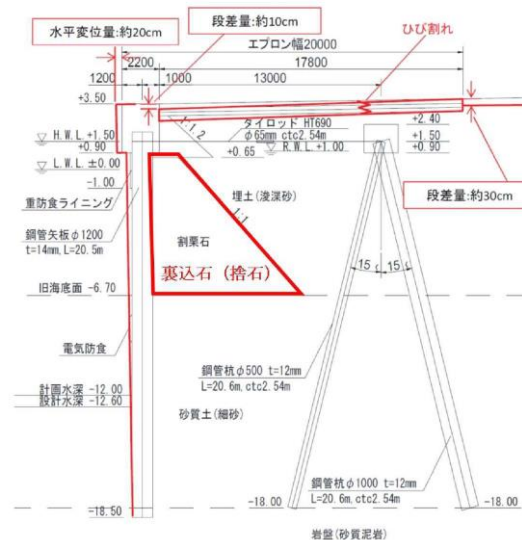 水平変位量:約20cm
段差量:約10cm
ひび割れ
エプロン幅20000
2200
17800
1200
1000
13000
+3.50
1:1.2
タイロッド HT690
φ65mm ctc2.54m
+2.40
H.W.L.+1.50
+0.90
+0.65
R.W.L.+1.00
+1.50
+0.90
L.W.L.±0.00
-1.00
段差量:約30cm
重防食ライニング
埋土(浚渫砂)
1:1
鋼管矢板φ1200
t=14mm,L=20.5m
割栗石
裏込石(捨石)
15
15
旧海底面 -6.70
電気防食
鋼管杭φ500 t=12mm
L=20.6m,ctc2.54m
計画水深 -12.00
設計水深 -12.60
砂質土(細砂)
鋼管杭φ1000 t=12mm
L=20.6m,ctc2.54m
-18.00
-18.00
-18.50
岩盤(砂質泥岩)